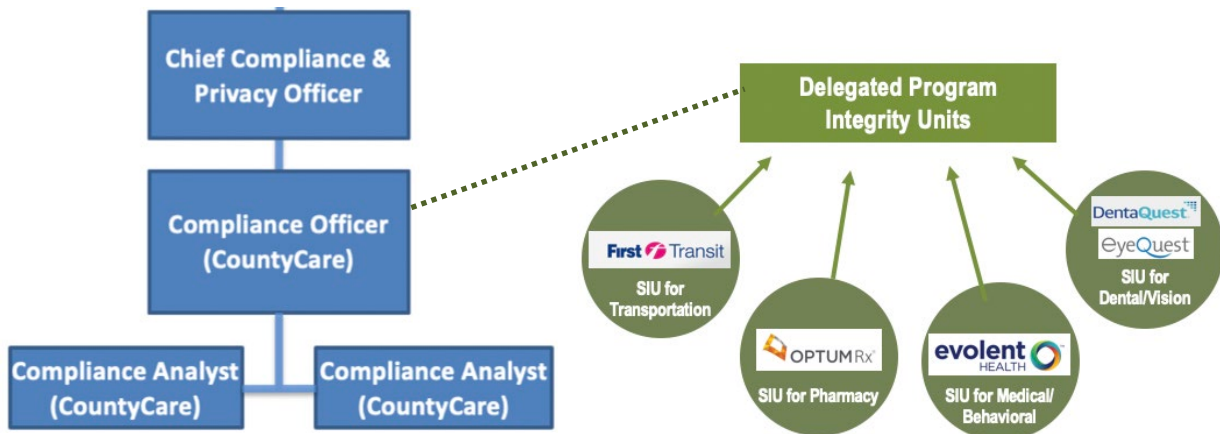 Chief Compliance &
Privacy Officer
Compliance Officer
(CountyCare)
Compliance Analyst
(CountyCare)
Compliance Analyst
(CountyCare)
Delegated Program
Integrity Units
First Transit
SIU for
Transportation
OPTUMRx®
SIU for Pharmacy
evolent
HEALTH
SIU for Medical/
Behavioral
DentaQuest
eyeQuest
SIU for
Dental/Vision